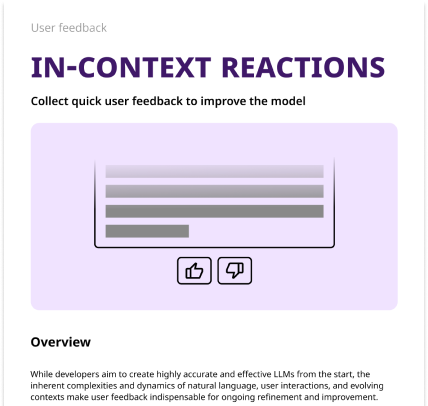 User feedback
IN-CONTEXT REACTIONS
Collect quick user feedback to improve the model
Overview
While developers aim to create highly accurate and effective LLMs from the start, the
inherent complexities and dynamics of natural language, user interactions, and evolving
contexts make user feedback indispensable for ongoing refinement and improvement.